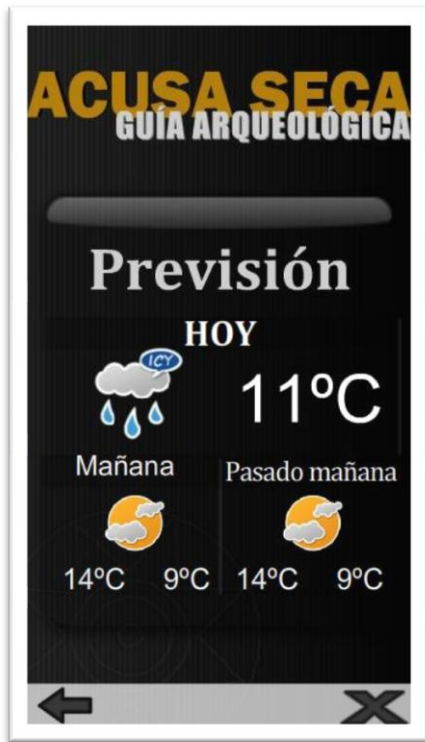 ACUSA SECA
GUÍA ARQUEOLÓGICA
Previsión
HOY
ICY
11ºC
Mañana
Pasado mañana
14ºC 9ºC 14ºC 9ºC